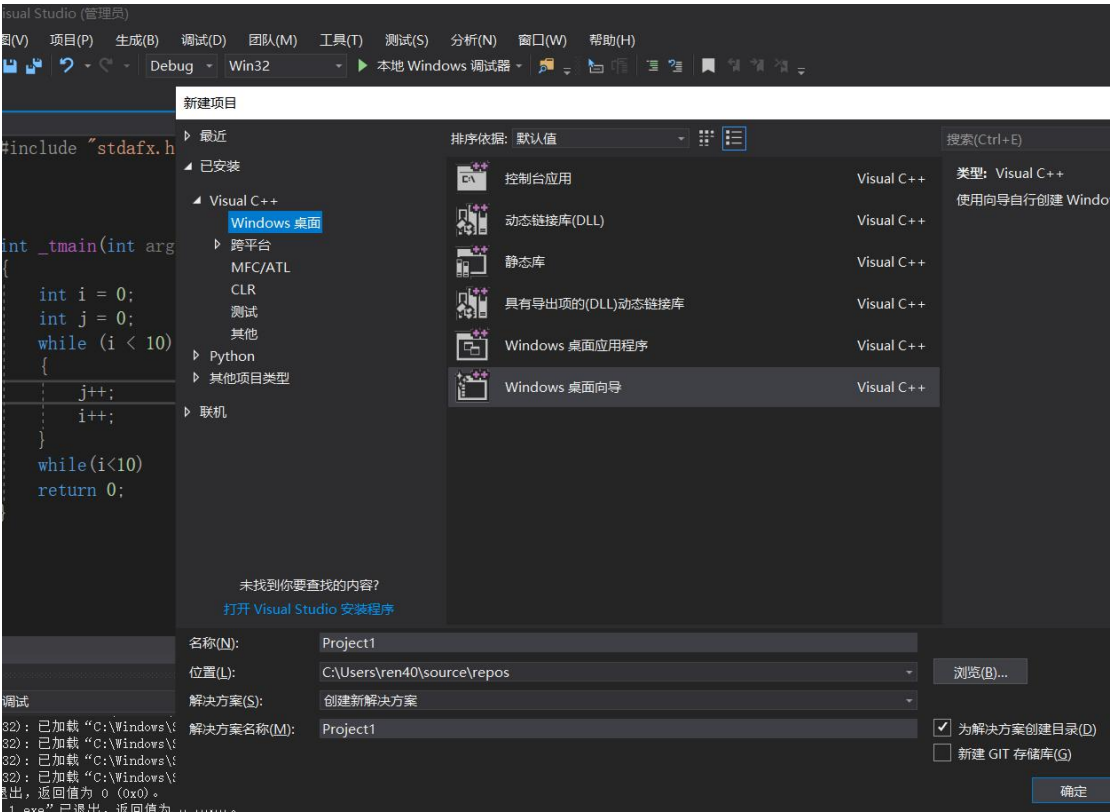 isual Studio (管理员)
图(V) 项目(P) 生成(B) 调试(D) 团队(M) 工具(T) 测试(S) 分析(N) 窗口(W) 帮助(H)
Debug Win32 本地 Windows 调试器
新建项目
#include "stdafx.h
int _tmain(int arg
{
int i = 0;
int j = 0;
while (i < 10)
{
j++;
i++;
}
while(i<10)
return 0;
}
最近
已安装
Visual C++
Windows 桌面
跨平台
MFC/ATL
CLR
测试
其他
Python
其他项目类型
联机
未找到你要查找的内容?
打开 Visual Studio 安装程序
排序依据: 默认值
控制台应用 Visual C++
动态链接库(DLL) Visual C++
静态库 Visual C++
具有导出项的(DLL)动态链接库 Visual C++
Windows 桌面应用程序 Visual C++
Windows 桌面向导 Visual C++
搜索(Ctrl+E)
类型: Visual C++
使用向导自行创建 Windo
名称(N): Project1
位置(L): C:\Users\ren40\source\repos
浏览(B)...
解决方案(S): 创建新解决方案
解决方案名称(M): Project1
为解决方案创建目录(D)
新建 GIT 存储库(G)
确定
调试
32): 已加载“C:\Windows\S
32): 已加载“C:\Windows\S
32): 已加载“C:\Windows\S
32): 已加载“C:\Windows\S
退出，返回值为 0 (0x0)。
1.exe”已退出，返回值为